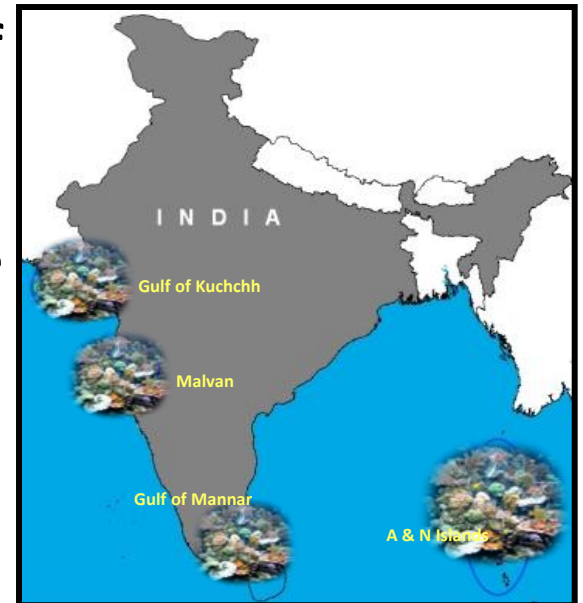 INDIA
Gulf of Kuchchh
Malvan
Gulf of Mannar
A & N Islands